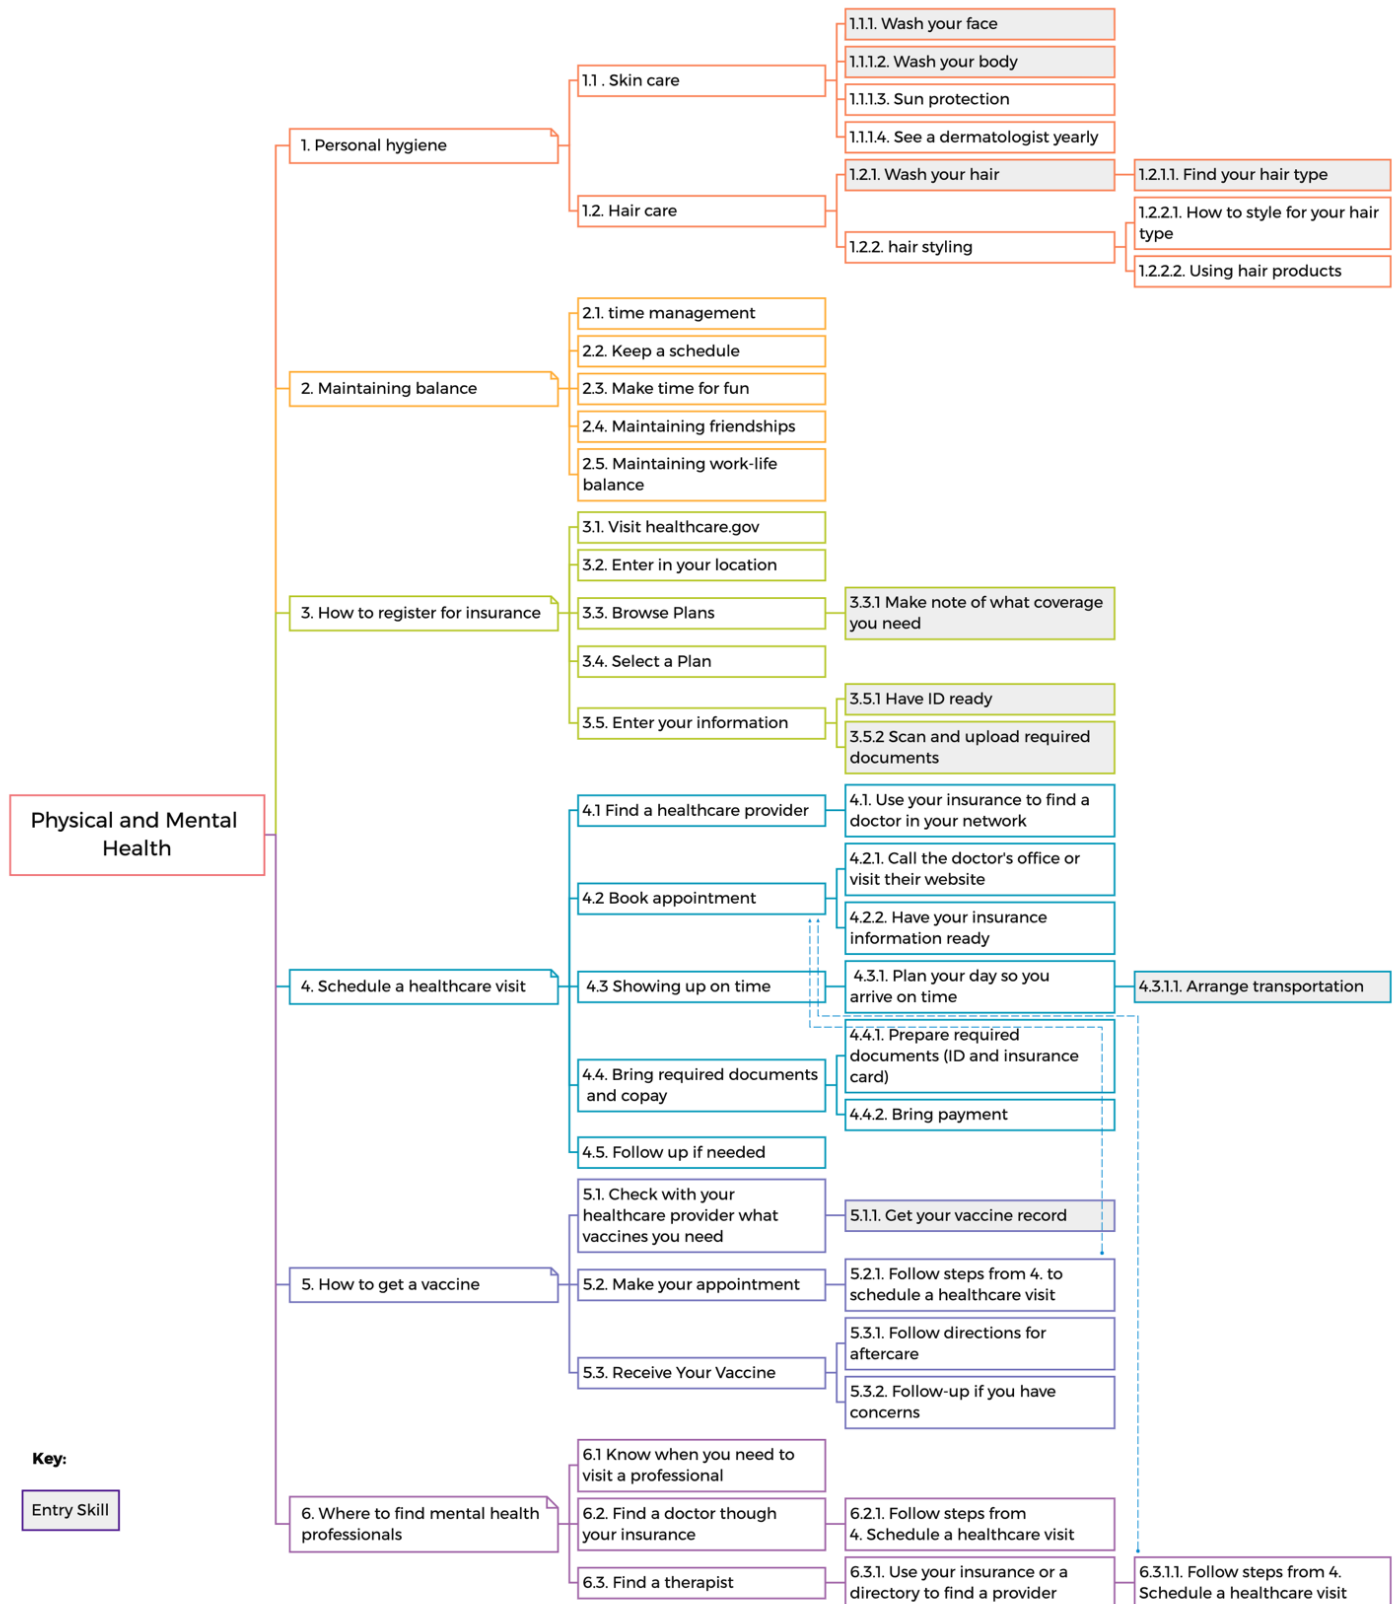 1.1.1. Wash your face
1.1.1.2. Wash your body
1.1 . Skin care
1.1.1.3. Sun protection
1.1.1.4. See a dermatologist yearly
1. Personal hygiene
1.2.1. Wash your hair
1.2.1.1. Find your hair type
1.2. Hair care
1.2.2.1. How to style for your hair
type
1.2.2. hair styling
1.2.2.2. Using hair products
2.1. time management
2.2. Keep a schedule
2. Maintaining balance
2.3. Make time for fun
2.4. Maintaining friendships
2.5. Maintaining work-life
balance
3.1. Visit healthcare.gov
3.2. Enter in your location
3. How to register for insurance
3.3. Browse Plans
3.3.1 Make note of what coverage
you need
3.4. Select a Plan
3.5. Enter your information
3.5.1 Have ID ready
3.5.2 Scan and upload required
documents
Physical and Mental
Health
4.1 Find a healthcare provider
4.1. Use your insurance to find a
doctor in your network
4.2 Book appointment
4.2.1. Call the doctor's office or
visit their website
4.2.2. Have your insurance
information ready
4. Schedule a healthcare visit
4.3 Showing up on time
4.3.1. Plan your day so you
arrive on time
4.3.1.1. Arrange transportation
4.4. Bring required documents
and copay
4.4.1. Prepare required
documents (ID and insurance
card)
4.4.2. Bring payment
4.5. Follow up if needed
5.1. Check with your
healthcare provider what
vaccines you need
5.1.1. Get your vaccine record
5. How to get a vaccine
5.2. Make your appointment
5.2.1. Follow steps from 4. to
schedule a healthcare visit
5.3. Receive Your Vaccine
5.3.1. Follow directions for
aftercare
5.3.2. Follow-up if you have
concerns
Key:
Entry Skill
6. Where to find mental health
professionals
6.1 Know when you need to
visit a professional
6.2. Find a doctor though
your insurance
6.2.1. Follow steps from
4. Schedule a healthcare visit
6.3. Find a therapist
6.3.1. Use your insurance or a
directory to find a provider
6.3.1.1. Follow steps from 4.
Schedule a healthcare visit